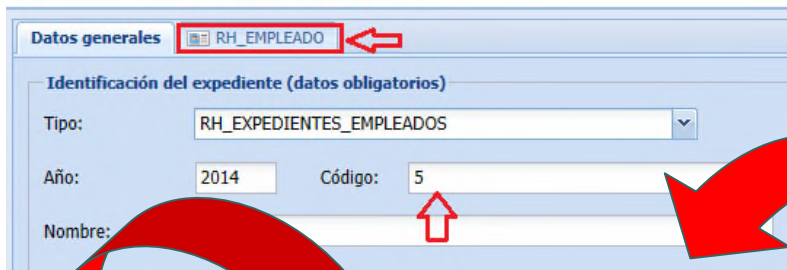 Datos generales RH_EMPLEADO
Identificación del expediente (datos obligatorios)
Tipo: RH_EXPEDIENTES_EMPLEADOS
Año: 2014 Código: 5
Nombre: